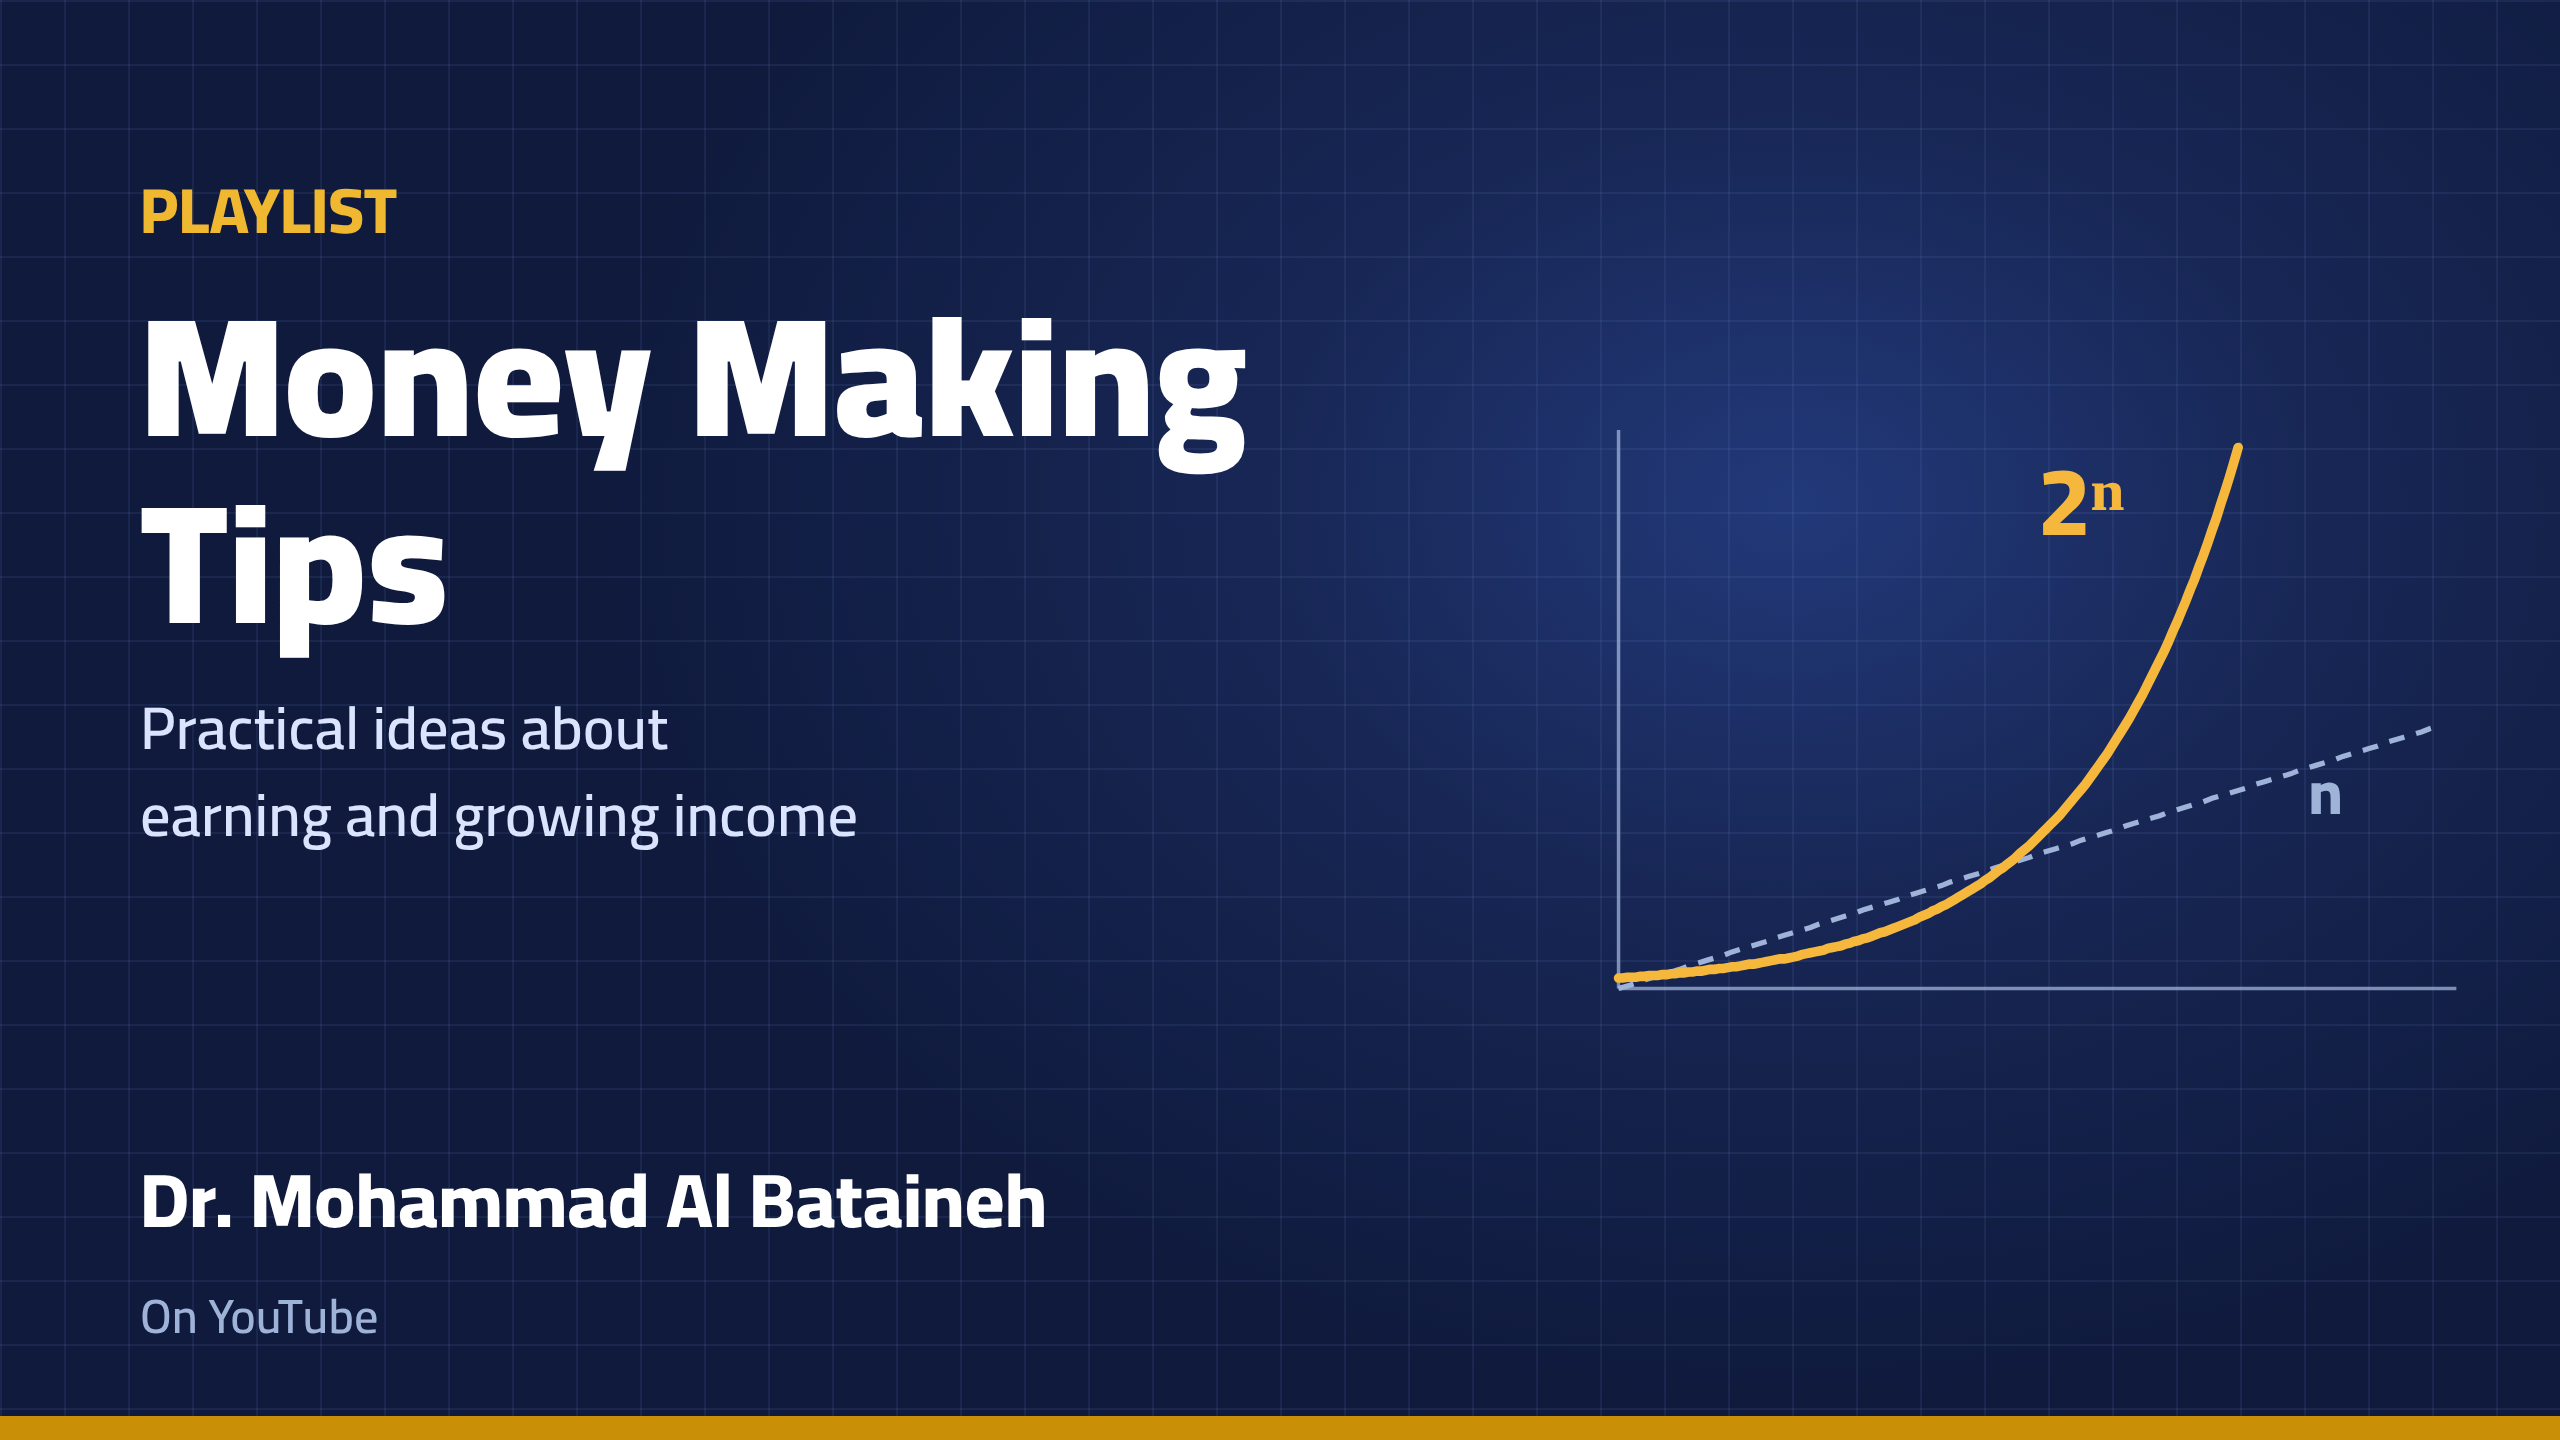 PLAYLIST
Money Making
Tips
Practical ideas about
earning and growing income
2ⁿ
n
Dr. Mohammad Al Bataineh
On YouTube